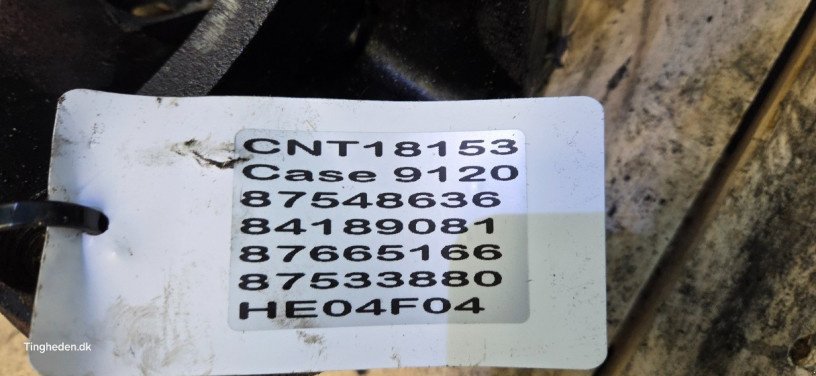 CNT18153
Case 9120
87548636
84189081
87665166
87533880
HE04F04
Tingheden.dk